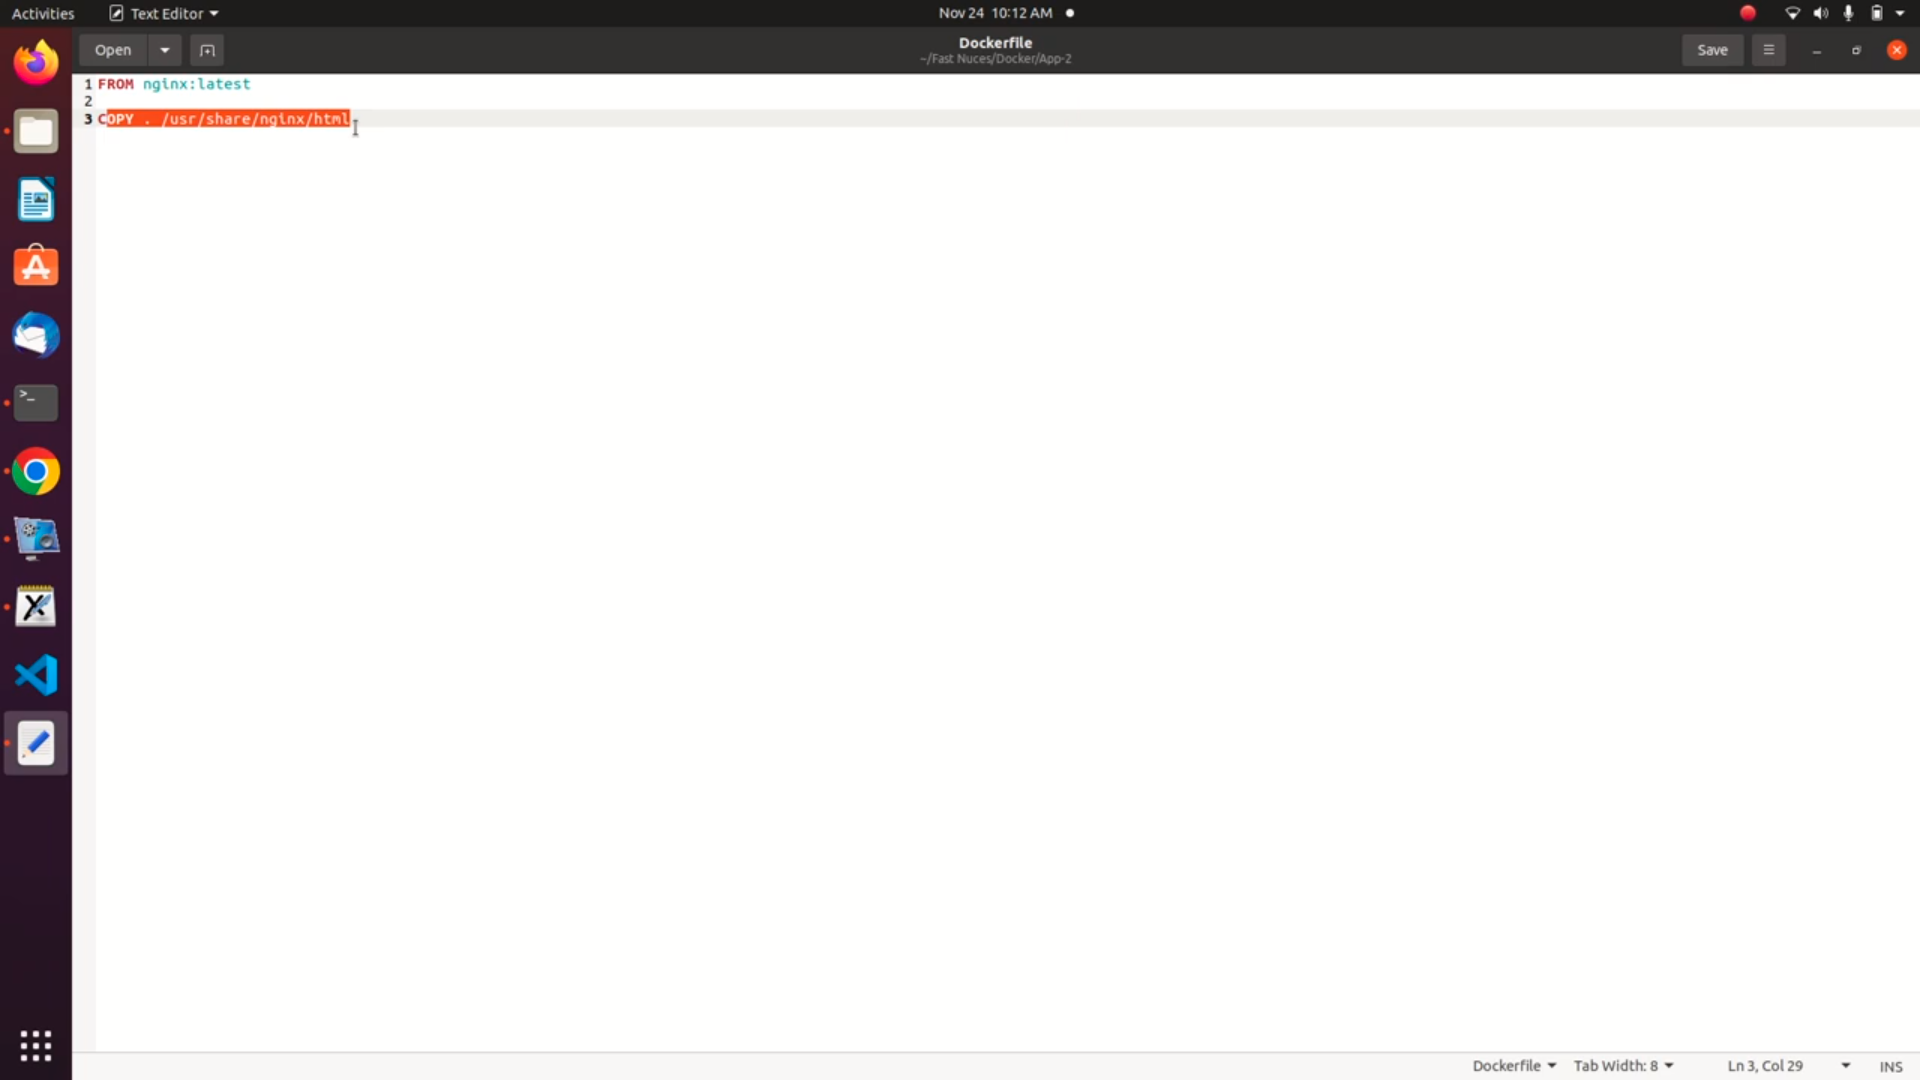 Activities
Text Editor
Nov 24 10:12 AM
Open
Dockerfile
~/Fast Nuces/Docker/App-2
Save
1 FROM nginx:latest
2
3 COPY . /usr/share/nginx/html
Dockerfile
Tab Width: 8
Ln 3, Col 29
INS